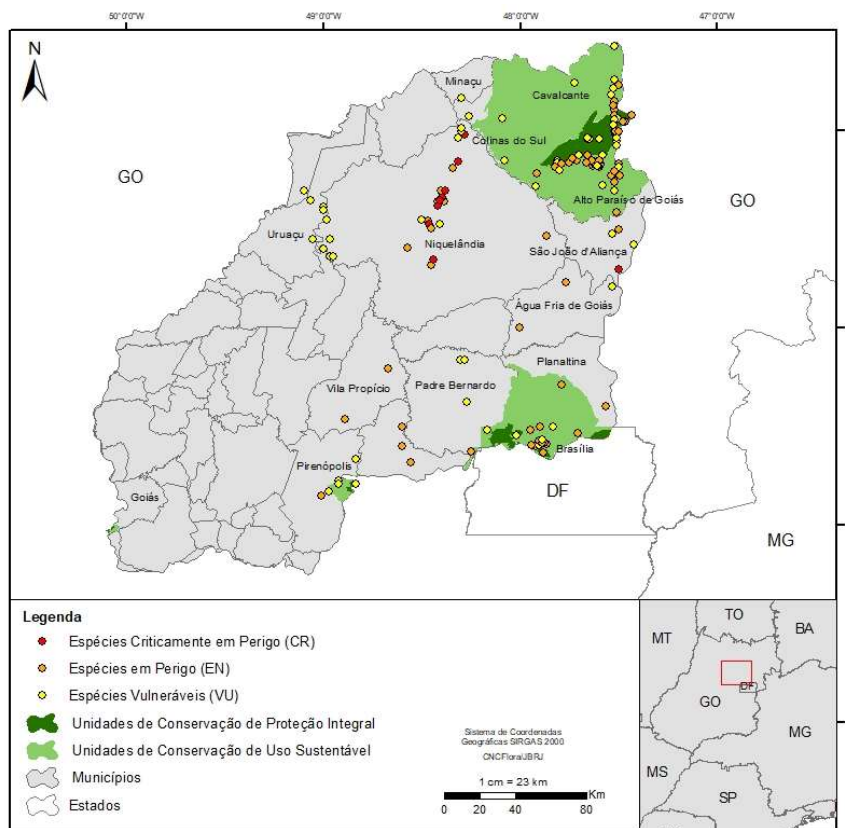 50°0'0"W
49°0'0"W
48°0'0"W
47°0'0"W
N
Minaçu
Cavalcante
Colinas do Sul
GO
GO
Alto Paraíso de Goiás
Uruaçu
Niquelândia
São João d'Aliança
Água Fria de Goiás
Planaltina
Vila Propício
Padre Bernardo
Brasília
Pirenópolis
Goiás
DF
MG
Legenda
Espécies Criticamente em Perigo (CR)
Espécies em Perigo (EN)
Espécies Vulneráveis (VU)
Unidades de Conservação de Proteção Integral
Unidades de Conservação de Uso Sustentável
Municípios
Estados
Sistema de Coordenadas
Geográficas SIRGAS 2000
CNCFlora/JBRJ
1 cm = 23 km
Km
0 20 40 80
TO
MT
BA
DF
GO
MG
MS
SP